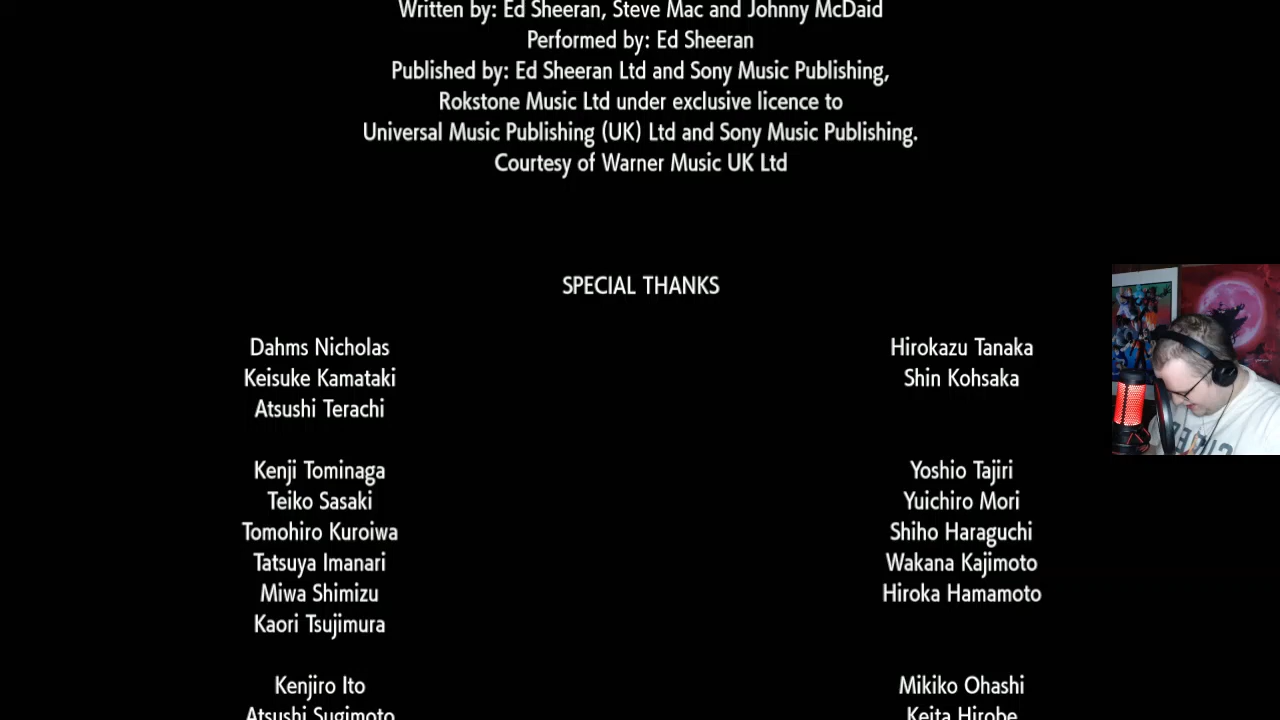 Written by: Ed Sheeran, Steve Mac and Johnny McDaid
Performed by: Ed Sheeran
Published by: Ed Sheeran Ltd and Sony Music Publishing,
Rokstone Music Ltd under exclusive licence to
Universal Music Publishing (UK) Ltd and Sony Music Publishing.
Courtesy of Warner Music UK Ltd
SPECIAL THANKS
Dahms Nicholas
Keisuke Kamataki
Atsushi Terachi
Hirokazu Tanaka
Shin Kohsaka
Kenji Tominaga
Teiko Sasaki
Tomohiro Kuroiwa
Tatsuya Imanari
Miwa Shimizu
Kaori Tsujimura
Yoshio Tajiri
Yuichiro Mori
Shiho Haraguchi
Wakana Kajimoto
Hiroka Hamamoto
Kenjiro Ito
Atsushi Sugimoto
Mikiko Ohashi
Keita Hirobe